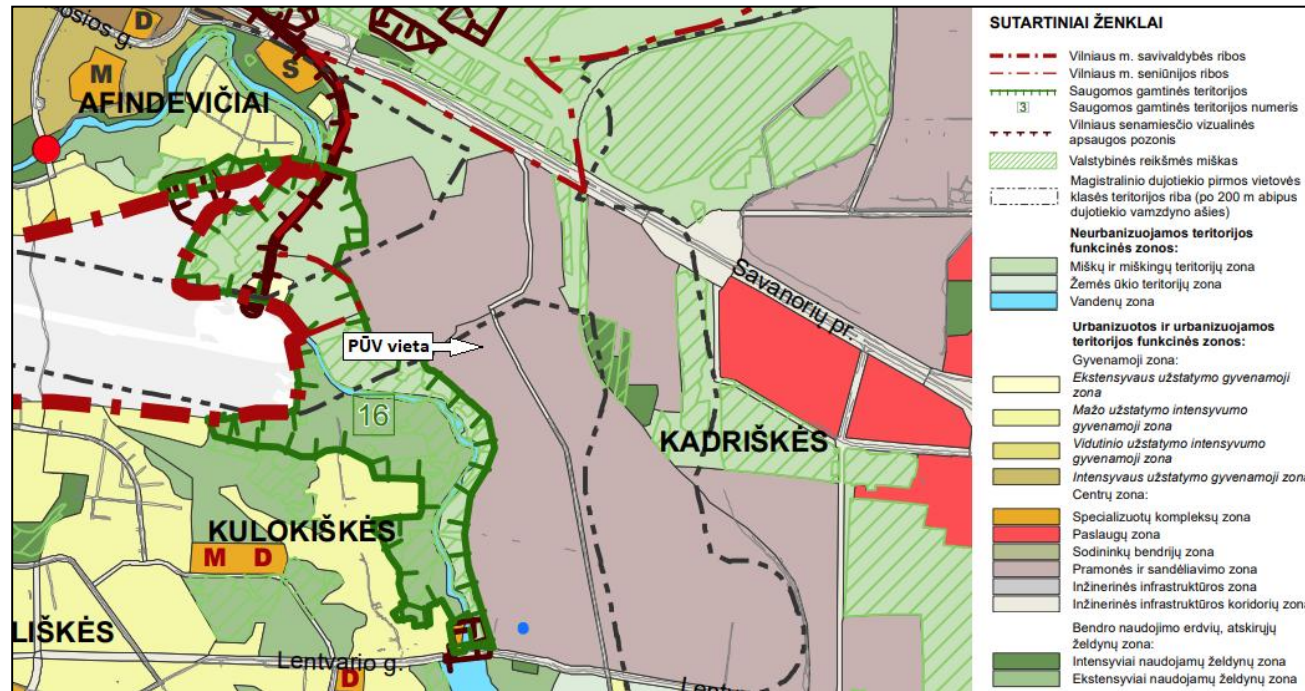 osios g.
D
M
S
AFINDEVIČIAI
Savanorių pr.
PŪV vieta
16
KADRIŠKĖS
KULOKIŠKĖS
M D
LIŠKĖS
Lentvario g.
D
Lentv
SUTARTINIAI ŽENKLAI
Vilniaus m. savivaldybės ribos
Vilniaus m. seniūnijos ribos
Saugomos gamtinės teritorijos
3
Saugomos gamtinės teritorijos numeris
Vilniaus senamiesčio vizualinės
apsaugos pozonis
Valstybinės reikšmės miškas
Magistralinio dujotiekio pirmos vietovės
klasės teritorijos riba (po 200 m abipus
dujotiekio vamzdyno ašies)
Neurbanizuojamos teritorijos
funkcinės zonos:
Miškų ir miškingų teritorijų zona
Žemės ūkio teritorijų zona
Vandenų zona
Urbanizuotos ir urbanizuojamos
teritorijos funkcinės zonos:
Gyvenamoji zona:
Ekstensyvaus užstatymo gyvenamoji
zona
Mažo užstatymo intensyvumo
gyvenamoji zona
Vidutinio užstatymo intensyvumo
gyvenamoji zona
Intensyvaus užstatymo gyvenamoji zona
Centrų zona:
Specializuotų kompleksų zona
Paslaugų zona
Sodininkų bendrijų zona
Pramonės ir sandėliavimo zona
Inžinerinės infrastruktūros zona
Inžinerinės infrastruktūros koridorių zona
Bendro naudojimo erdvių, atskirųjų
želdynų zona:
Intensyviai naudojamų želdynų zona
Ekstensyviai naudojamų želdynų zona